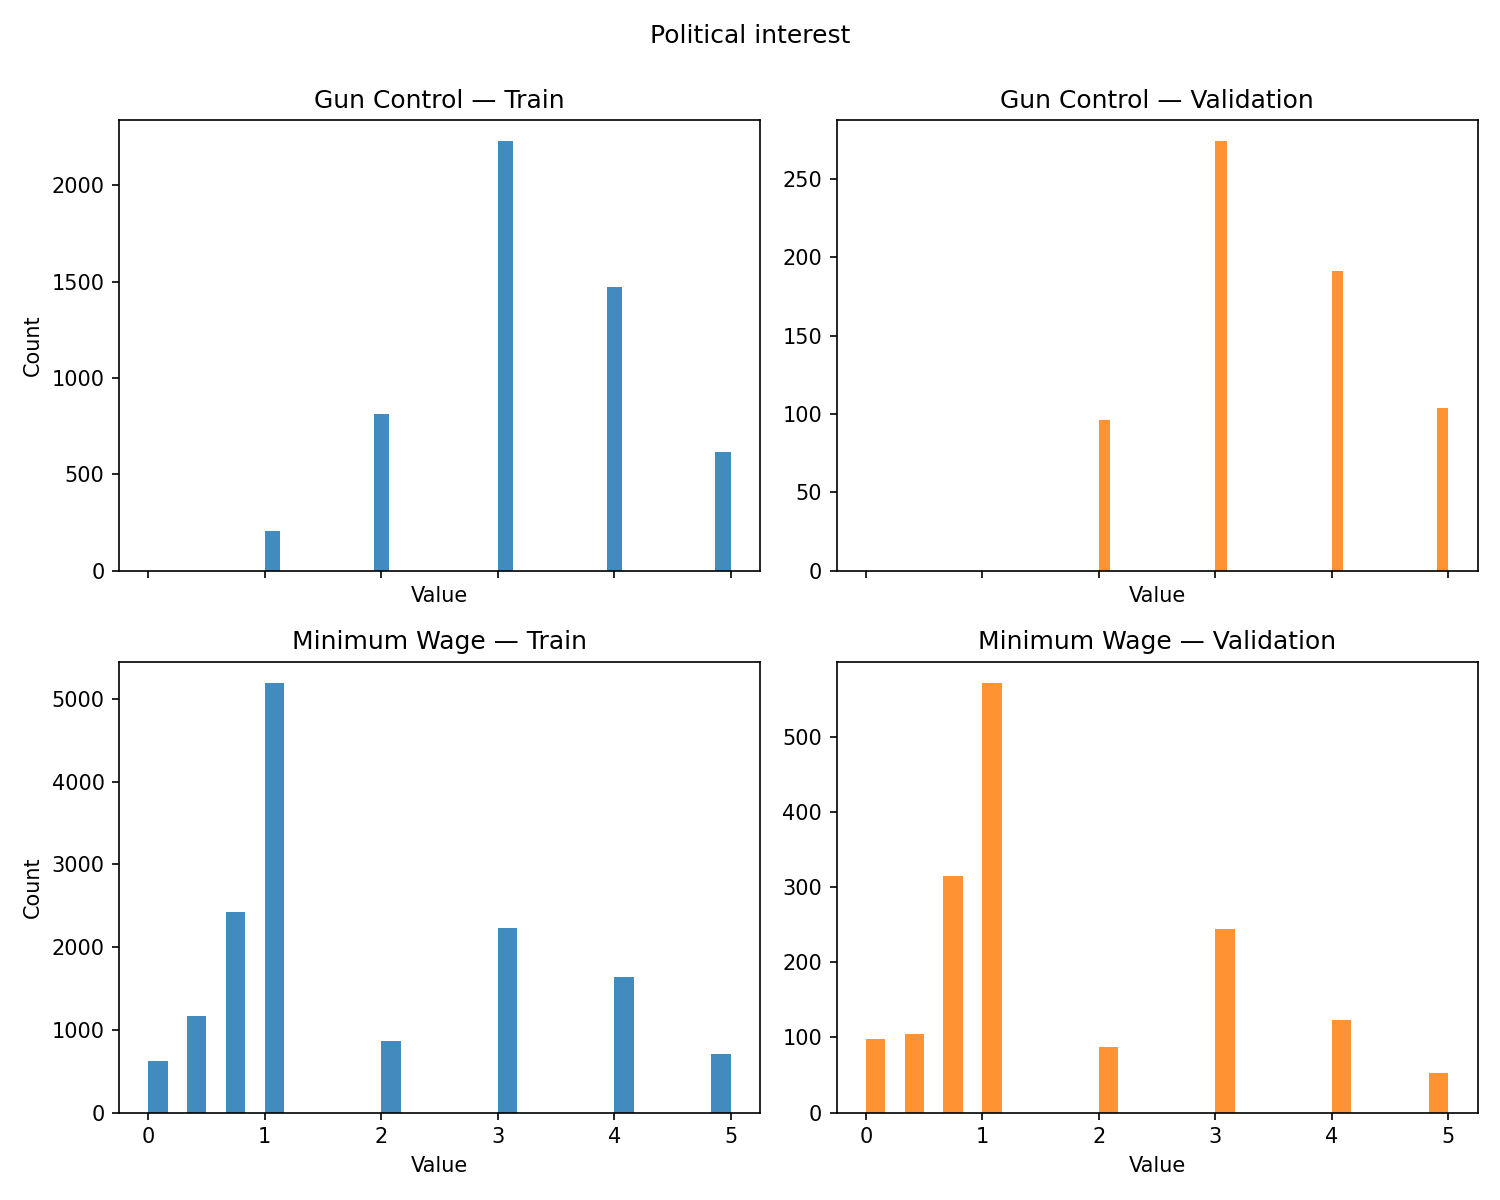 Political interest
Gun Control — Train
Gun Control — Validation
Count
2000
1500
1000
500
0
250
200
150
100
50
0
Value
Value
Minimum Wage — Train
Minimum Wage — Validation
Count
5000
4000
3000
2000
1000
0
500
400
300
200
100
0
0 1 2 3 4 5
0 1 2 3 4 5
Value
Value